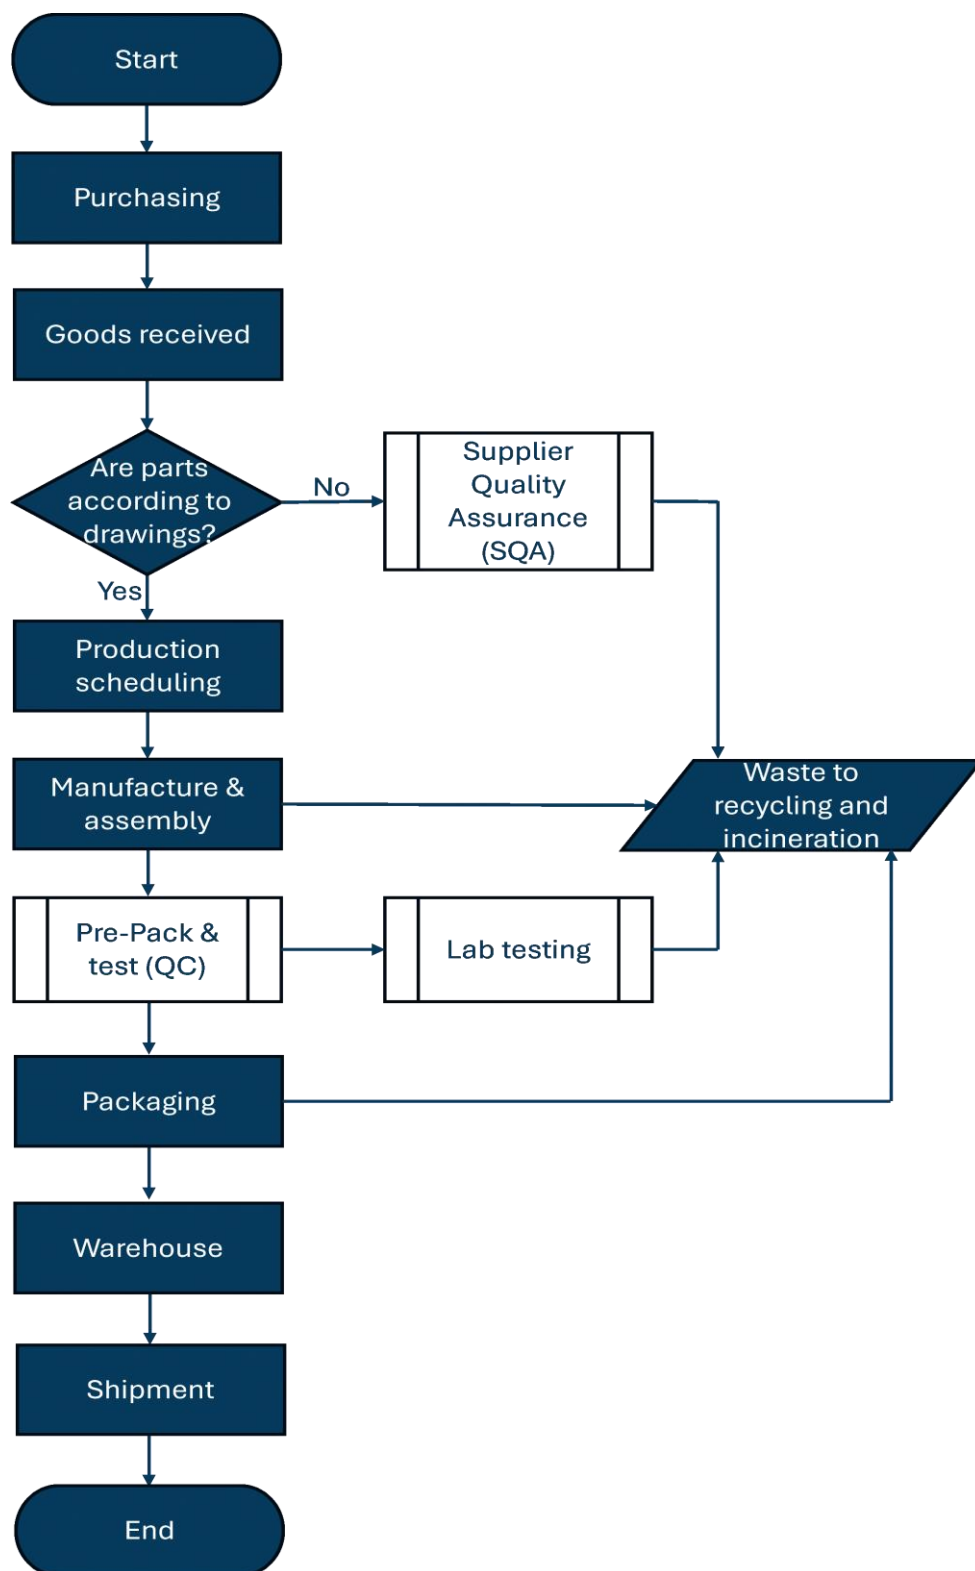 Start
Purchasing
Goods received
Are parts
according to
drawings?
No
Supplier
Quality
Assurance
(SQA)
Yes
Production
scheduling
Manufacture &
assembly
Waste to
recycling and
incineration
Pre-Pack &
test (QC)
Lab testing
Packaging
Warehouse
Shipment
End